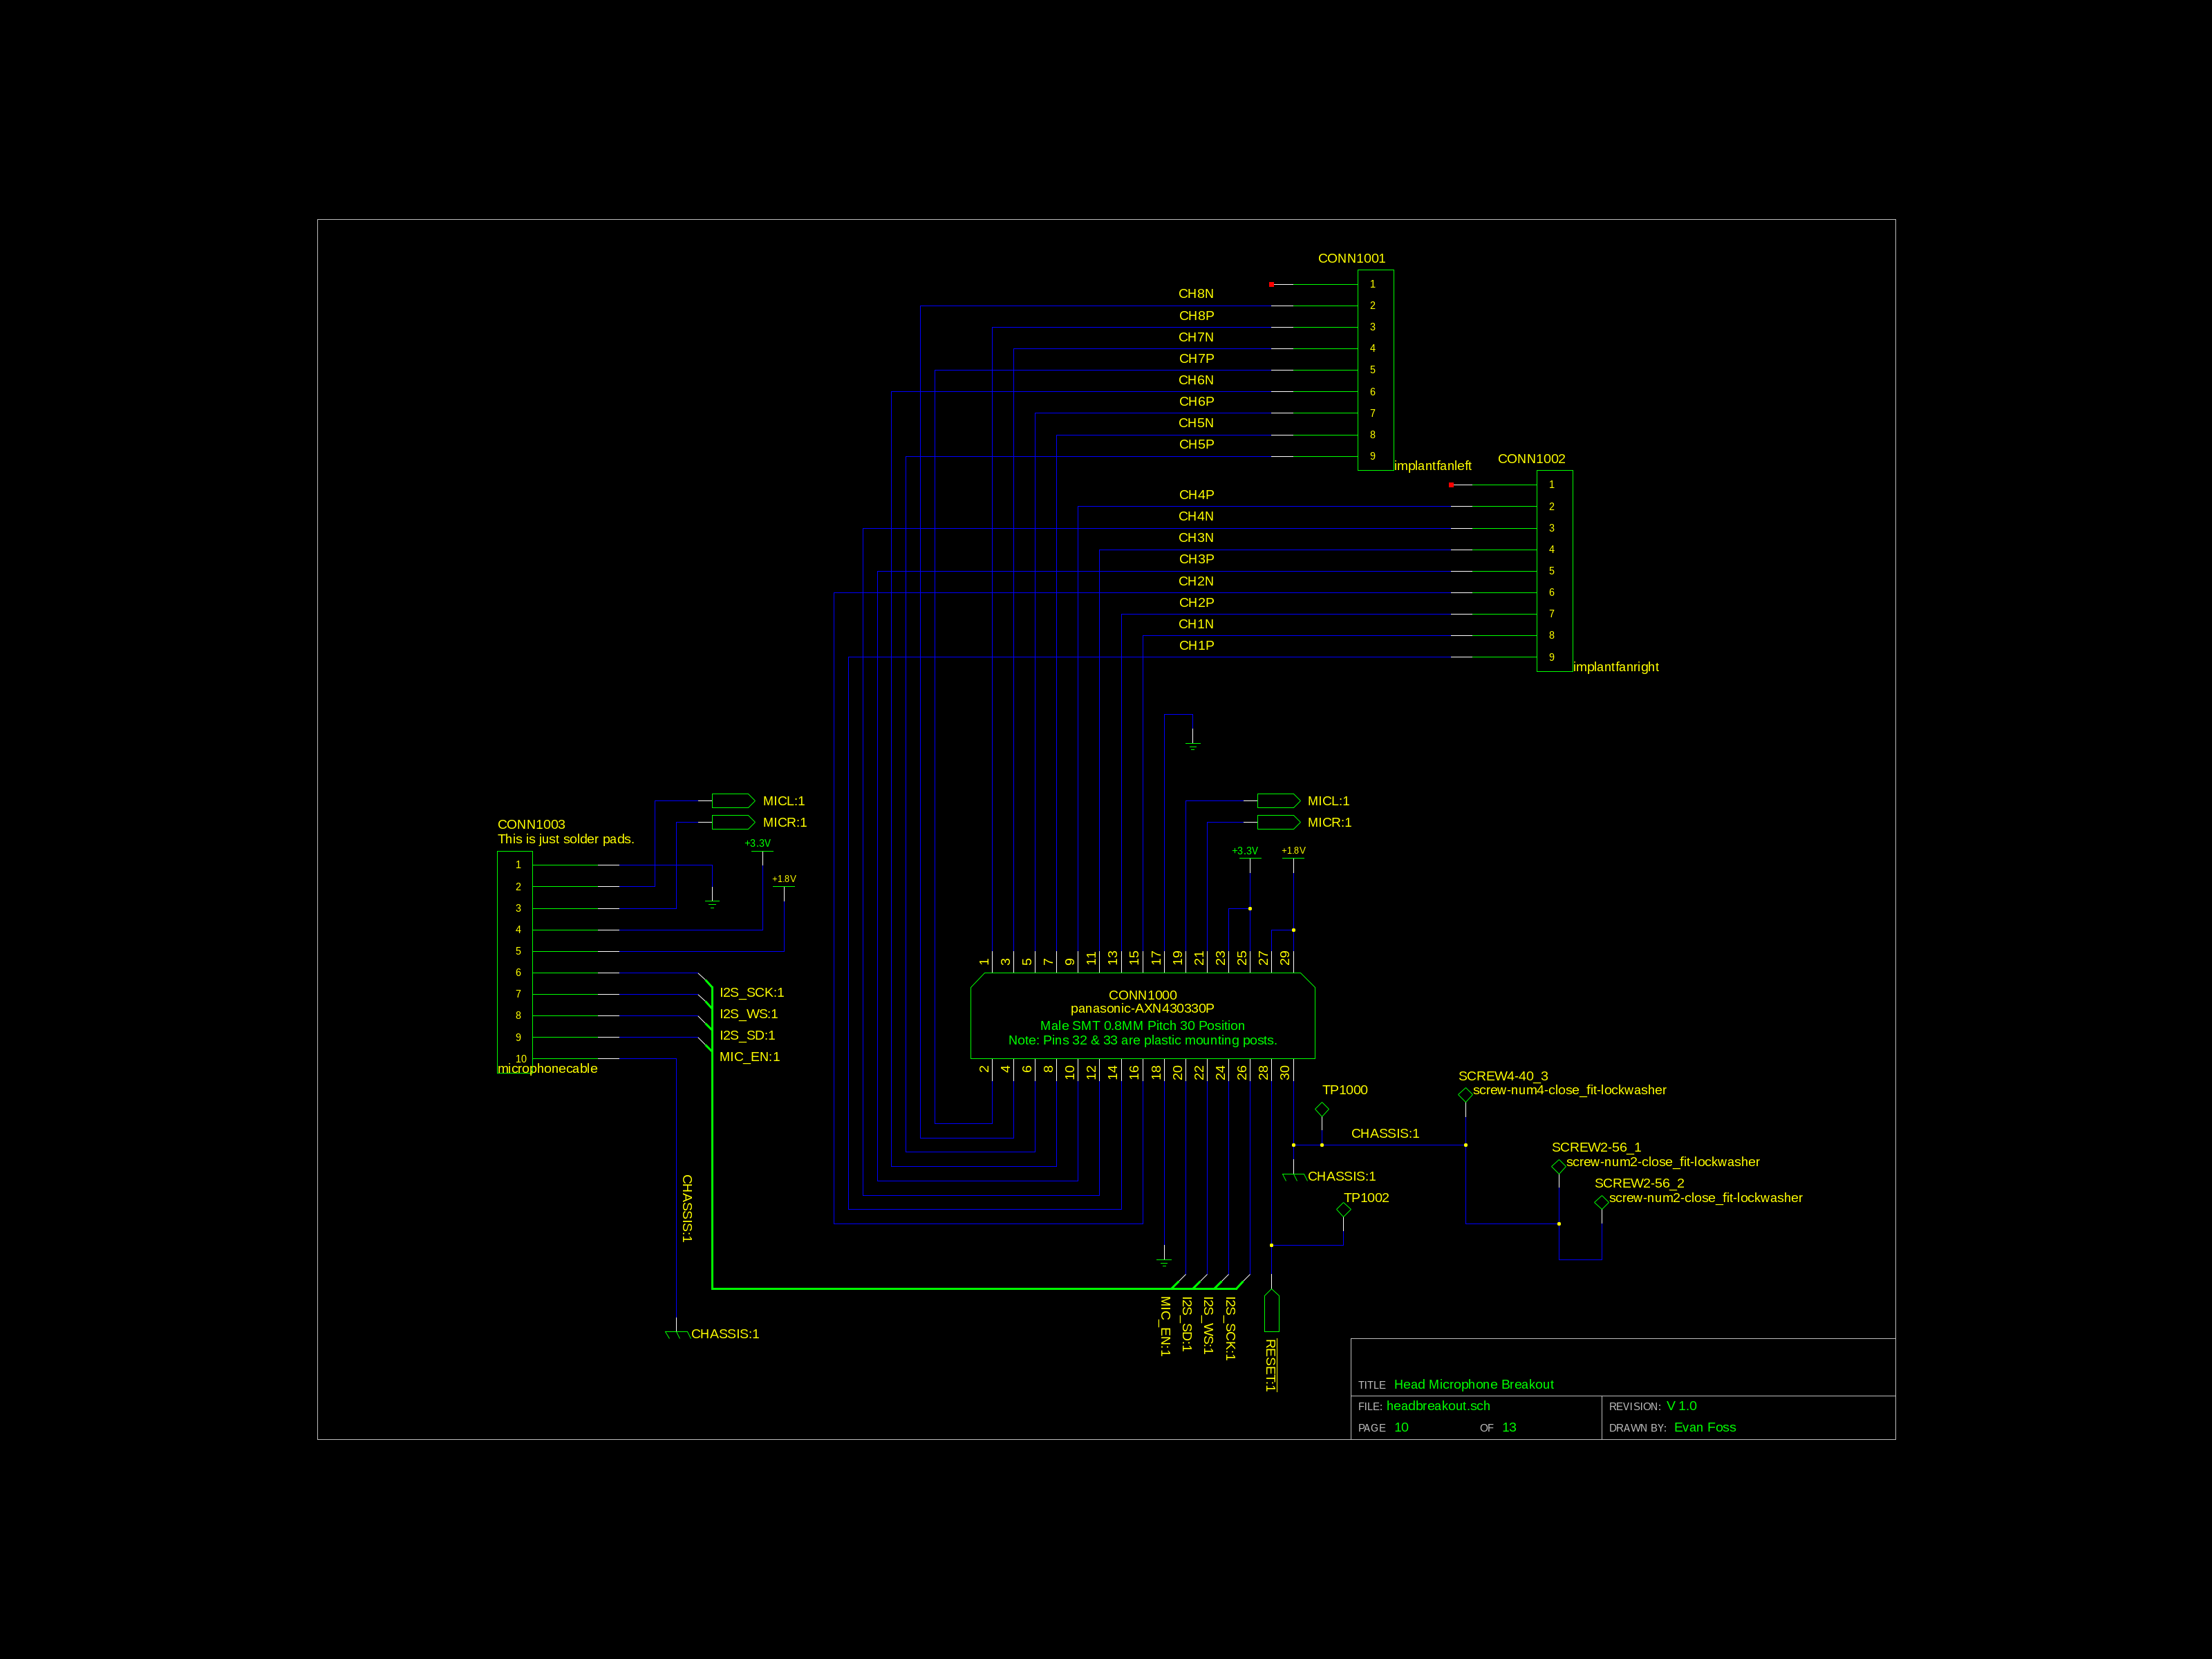 CONN1001
1
CH8N
2
CH8P
3
CH7N
4
CH7P
5
CH6N
6
CH6P
7
CH5N
8
CH5P
9
implantfanleft
CONN1002
1
CH4P
2
CH4N
3
CH3N
4
CH3P
5
CH2N
6
CH2P
7
CH1N
8
CH1P
9
implantfanright
MICL:1
MICR:1
+3.3V
+1.8V
CONN1003
This is just solder pads.
1
2
3
4
5
6
7
8
9
10
microphonecable
I2S_SCK:1
I2S_WS:1
I2S_SD:1
MIC_EN:1
CHASSIS:1
CHASSIS:1
MICL:1
MICR:1
+3.3V
+1.8V
1 3 5 7 9 11 13 15 17 19 21 23 25 27 29
CONN1000
panasonic-AXN430330P
Male SMT 0.8MM Pitch 30 Position
Note: Pins 32 & 33 are plastic mounting posts.
2 4 6 8 10 12 14 16 18 20 22 24 26 28 30
TP1000
CHASSIS:1
CHASSIS:1
TP1002
SCREW4-40_3
screw-num4-close_fit-lockwasher
SCREW2-56_1
screw-num2-close_fit-lockwasher
SCREW2-56_2
screw-num2-close_fit-lockwasher
MIC_EN:1
I2S_SD:1
I2S_WS:1
I2S_SCK:1
RESET:1
TITLE Head Microphone Breakout
FILE: headbreakout.sch
REVISION: V 1.0
PAGE 10 OF 13
DRAWN BY: Evan Foss